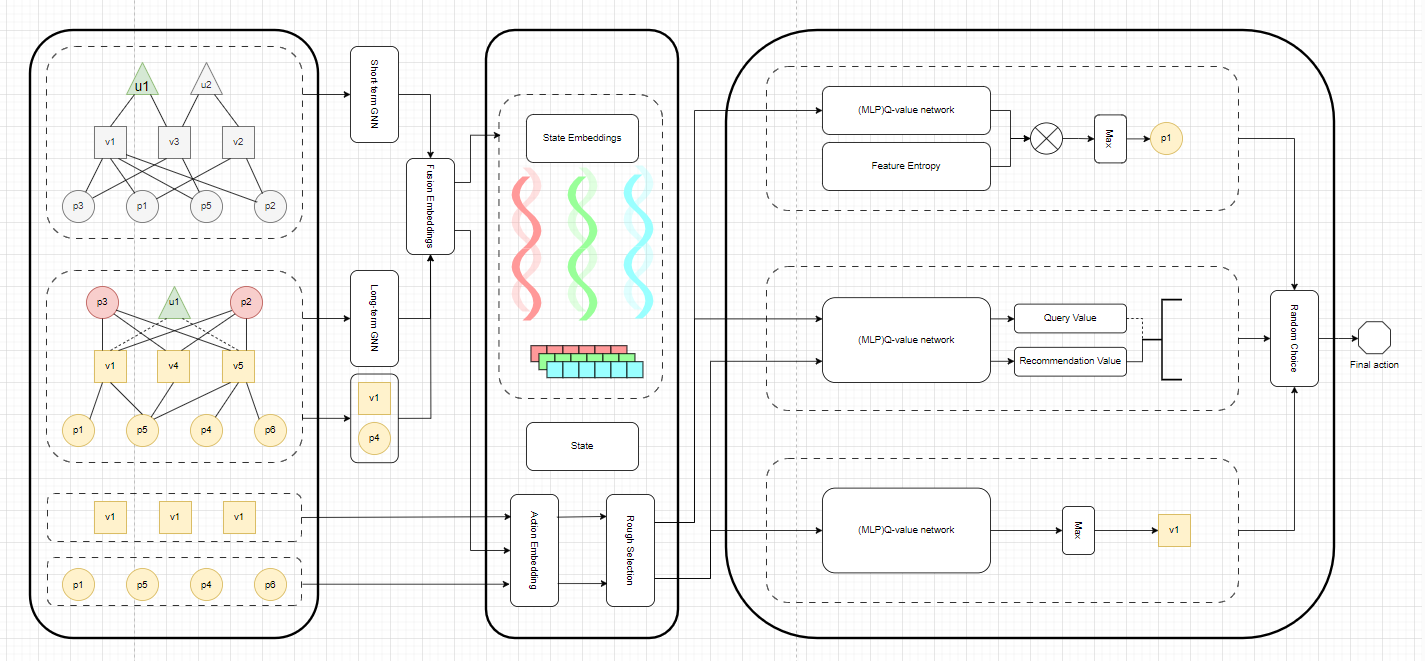 u1
u2
v1
v3
v2
p3
p1
p5
p2
p3
u1
p2
v1
v4
v5
p1
p5
p4
p6
v1
v1
v1
p1
p5
p4
p6
Short-term GNN
Fusion Embeddings
Long-term GNN
v1
p4
State Embeddings
State
Action Embedding
Rough Selection
(MLP)Q-value network
Feature Entropy
Max
p1
(MLP)Q-value network
Query Value
Recommendation Value
(MLP)Q-value network
Max
v1
Random Choice
Final action